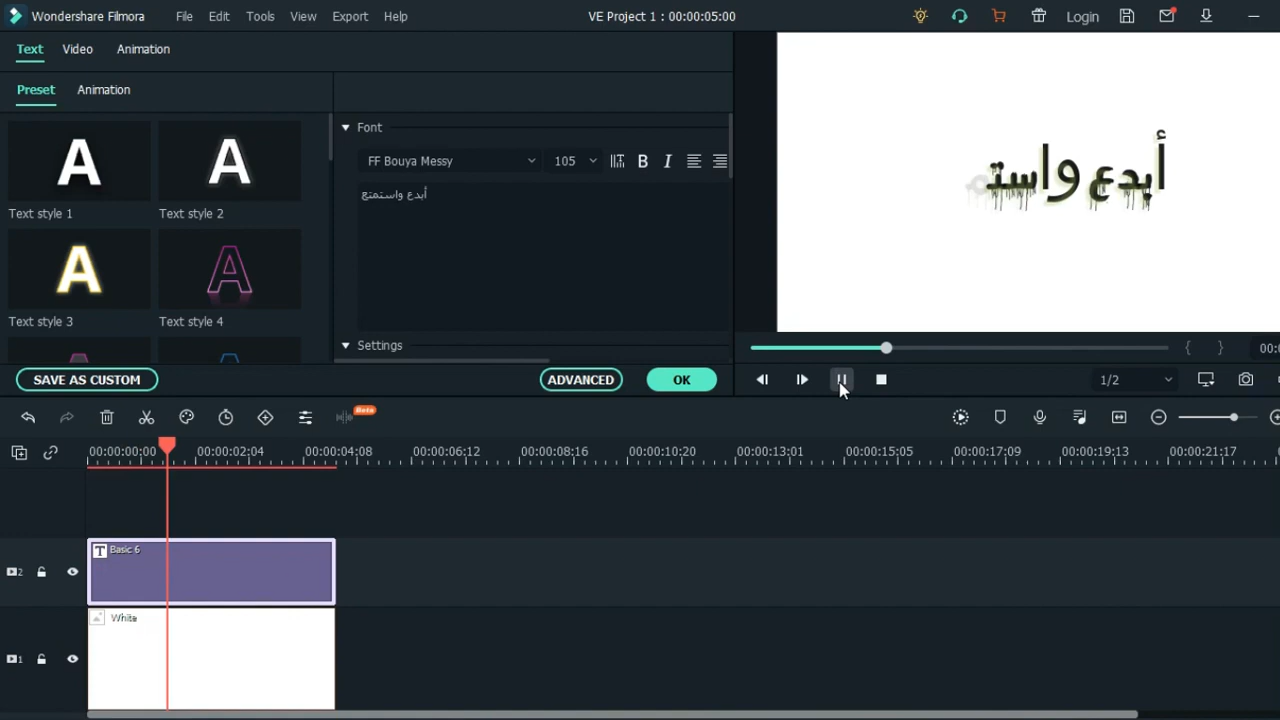 Wondershare Filmora File Edit Tools View Export Help VE Project 1 : 00:00:05:00 Login
Text Video Animation
Preset Animation
Font
FF Bouya Messy 105 B I
أبدع واستمتع
أبدع واستم
Text style 1 Text style 2
Text style 3 Text style 4
Settings
SAVE AS CUSTOM ADVANCED OK
1/2
Beta
00:00:00:00 00:00:02:04 00:00:04:08 00:00:06:12 00:00:08:16 00:00:10:20 00:00:13:01 00:00:15:05 00:00:17:09 00:00:19:13 00:00:21:17
T Basic 6
2
White
1